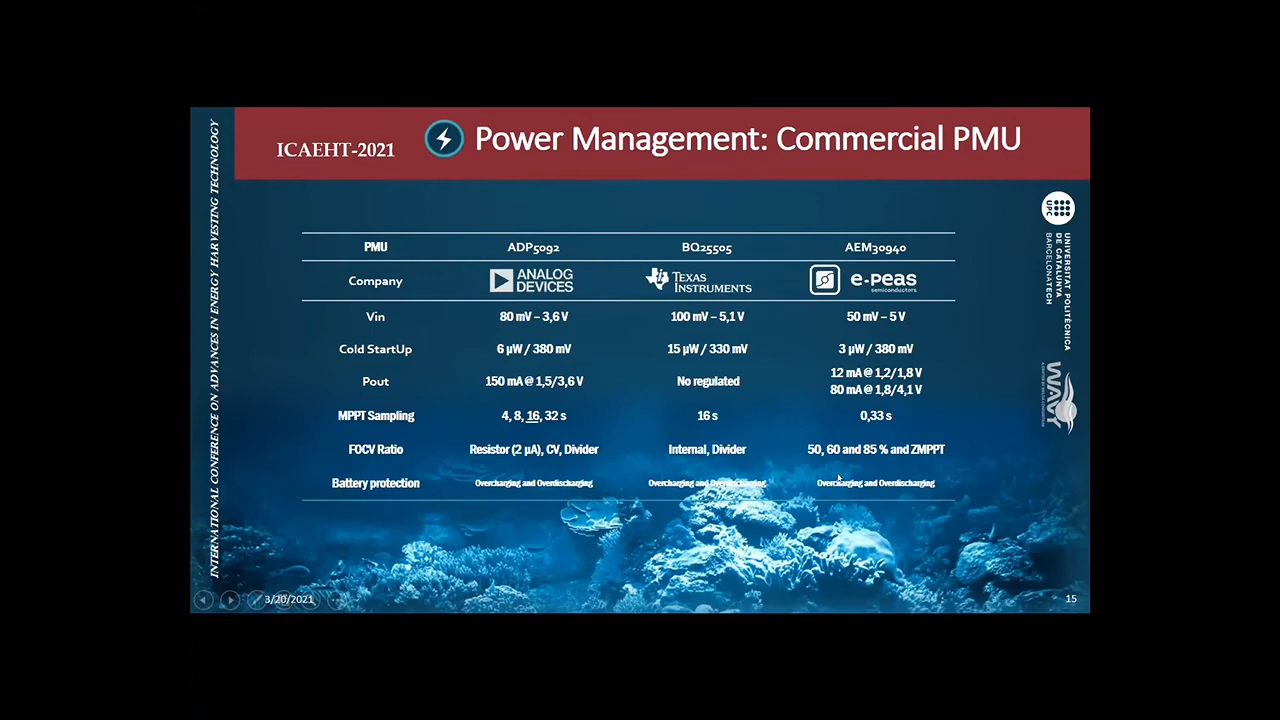 ICAEHT-2021
Power Management: Commercial PMU
INTERNATIONAL CONFERENCE ON ADVANCES IN ENERGY HARVESTING TECHNOLOGY
PMU ADP5092 BQ25505 AEM30940
Company ANALOG DEVICES TEXAS INSTRUMENTS e-peas semiconductors
Vin 80 mV – 3,6 V 100 mV – 5,1 V 50 mV – 5 V
Cold StartUp 6 µW / 380 mV 15 µW / 330 mV 3 µW / 380 mV
Pout 150 mA @ 1,5/3,6 V No regulated 12 mA @ 1,2/1,8 V
80 mA @ 1,8/4,1 V
MPPT Sampling 4, 8, 16, 32 s 16 s 0,33 s
FOCV Ratio Resistor (2 µA), CV, Divider Internal, Divider 50, 60 and 85 % and ZMPPT
Battery protection Overcharging and Overdischarging Overcharging and Overdischarging Overcharging and Overdischarging
UPC
UNIVERSITAT POLITÈCNICA
DE CATALUNYA
BARCELONATECH
WAVY
3/20/2021
15